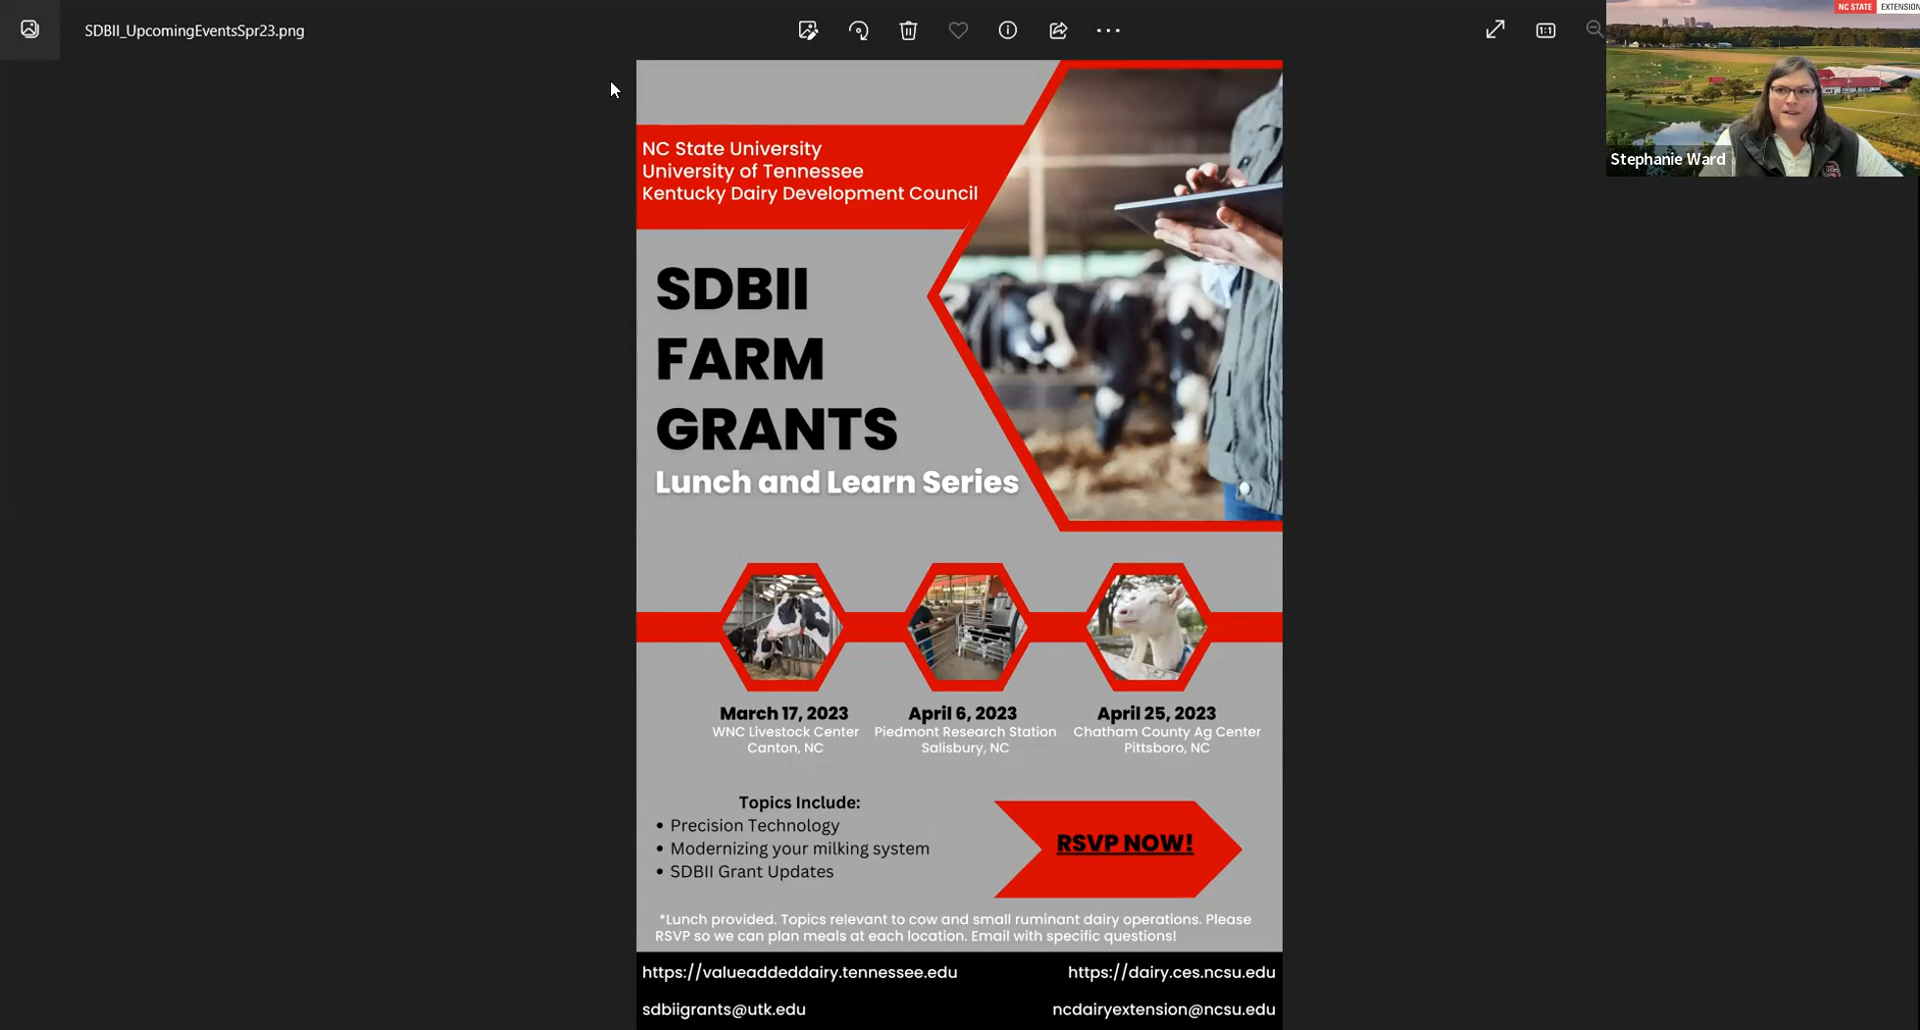 SDBII_UpcomingEventsSpr23.png
1:1
NC STATE EXTENSION
Stephanie Ward
NC State University
University of Tennessee
Kentucky Dairy Development Council
SDBII
FARM
GRANTS
Lunch and Learn Series
March 17, 2023
WNC Livestock Center
Canton, NC
April 6, 2023
Piedmont Research Station
Salisbury, NC
April 25, 2023
Chatham County Ag Center
Pittsboro, NC
Topics Include:
• Precision Technology
• Modernizing your milking system
• SDBII Grant Updates
RSVP NOW!
*Lunch provided. Topics relevant to cow and small ruminant dairy operations. Please
RSVP so we can plan meals at each location. Email with specific questions!
https://valueaddeddairy.tennessee.edu
https://dairy.ces.ncsu.edu
sdbiigrants@utk.edu
ncdairyextension@ncsu.edu